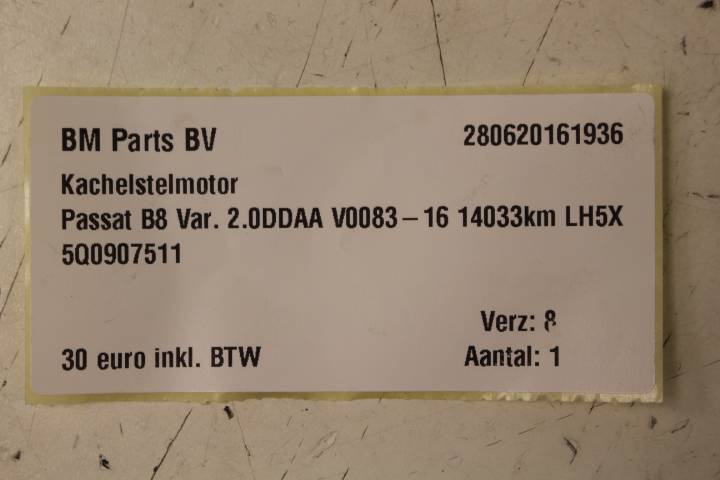 BM Parts BV 280620161936
Kachelstelmotor
Passat B8 Var. 2.0DDAA V0083-16 14033km LH5X
5Q0907511
Verz: 8
30 euro inkl. BTW Aantal: 1